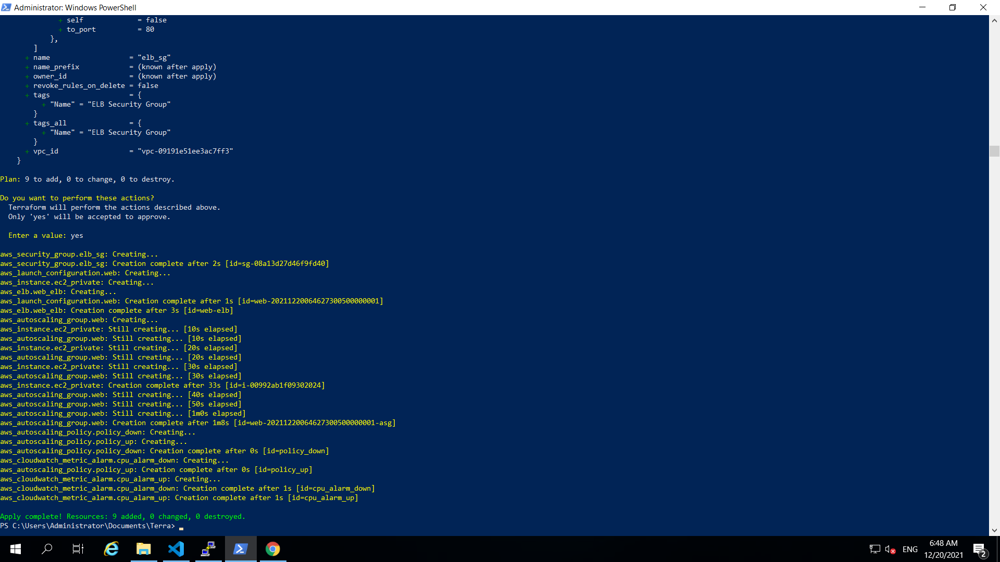 Administrator: Windows PowerShell
              + self             = false
              + to_port          = 80
            },
        ]
      + name                   = "elb_sg"
      + name_prefix            = (known after apply)
      + owner_id               = (known after apply)
      + revoke_rules_on_delete = false
      + tags                   = {
          + "Name" = "ELB Security Group"
        }
      + tags_all               = {
          + "Name" = "ELB Security Group"
        }
      + vpc_id                 = "vpc-09191e51ee3ac7ff3"
    }
Plan: 9 to add, 0 to change, 0 to destroy.
Do you want to perform these actions?
  Terraform will perform the actions described above.
  Only 'yes' will be accepted to approve.
  Enter a value: yes
aws_security_group.elb_sg: Creating...
aws_security_group.elb_sg: Creation complete after 2s [id=sg-08a13d27d46f9fd40]
aws_launch_configuration.web: Creating...
aws_instance.ec2_private: Creating...
aws_elb.web_elb: Creating...
aws_launch_configuration.web: Creation complete after 1s [id=web-20211220064627300500000001]
aws_elb.web_elb: Creation complete after 3s [id=web-elb]
aws_autoscaling_group.web: Creating...
aws_instance.ec2_private: Still creating... [10s elapsed]
aws_autoscaling_group.web: Still creating... [10s elapsed]
aws_instance.ec2_private: Still creating... [20s elapsed]
aws_autoscaling_group.web: Still creating... [20s elapsed]
aws_instance.ec2_private: Still creating... [30s elapsed]
aws_autoscaling_group.web: Still creating... [30s elapsed]
aws_instance.ec2_private: Creation complete after 33s [id=i-00992ab1f09302024]
aws_autoscaling_group.web: Still creating... [40s elapsed]
aws_autoscaling_group.web: Still creating... [50s elapsed]
aws_autoscaling_group.web: Still creating... [1m0s elapsed]
aws_autoscaling_group.web: Creation complete after 1m8s [id=web-20211220064627300500000001-asg]
aws_autoscaling_policy.policy_down: Creating...
aws_autoscaling_policy.policy_up: Creating...
aws_autoscaling_policy.policy_down: Creation complete after 0s [id=policy_down]
aws_cloudwatch_metric_alarm.cpu_alarm_down: Creating...
aws_autoscaling_policy.policy_up: Creation complete after 0s [id=policy_up]
aws_cloudwatch_metric_alarm.cpu_alarm_up: Creating...
aws_cloudwatch_metric_alarm.cpu_alarm_down: Creation complete after 1s [id=cpu_alarm_down]
aws_cloudwatch_metric_alarm.cpu_alarm_up: Creation complete after 1s [id=cpu_alarm_up]
Apply complete! Resources: 9 added, 0 changed, 0 destroyed.
PS C:\Users\Administrator\Documents\Terra>
ENG
6:48 AM
12/20/2021
2